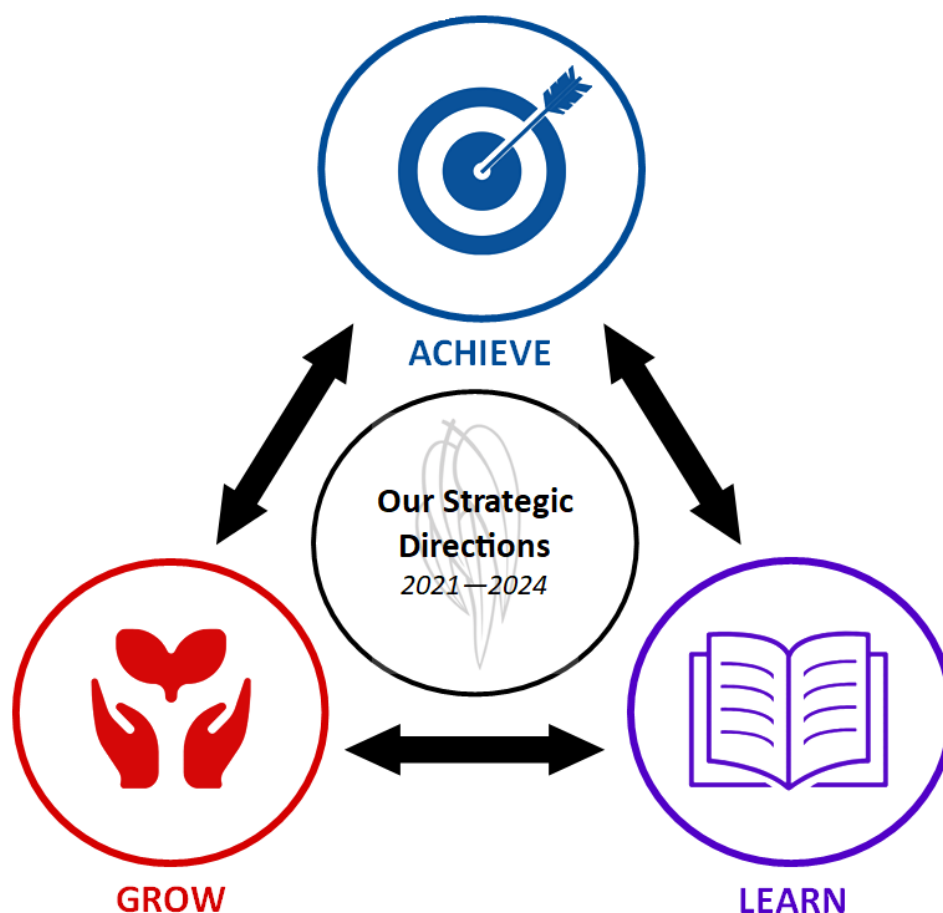 ACHIEVE
Our Strategic
Directions
2021—2024
GROW
LEARN